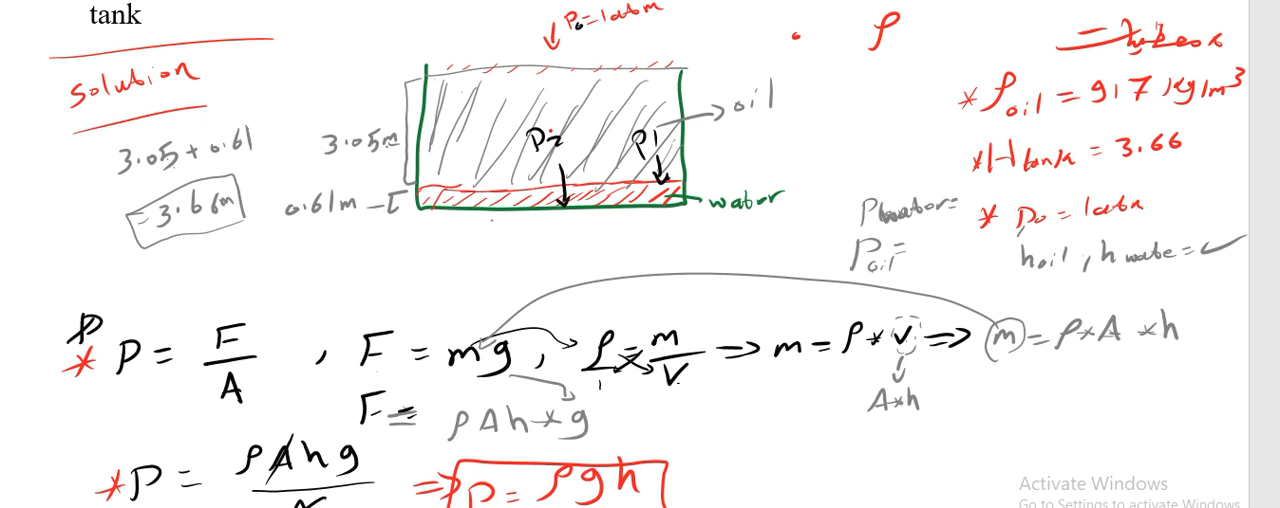 tank
P₀=1atm
Solution
3.05 + 0.61
= 3.66m
3.05m
0.61m
P2
P1
oil
water
ρ
* ρoil = 917 Kg/m³
* Htank = 3.66
* P₀ = 1atm
ρwater=
ρoil=
hoil, hwate= ✓
P
* P = F/A , F = mg , ρ = m/V => m = ρ * V => m = ρ * A * h
A*h
F = ρAh*g
* P = ρAhg/A => P = ρgh
Activate Windows
Go to Settings to activate Windows.